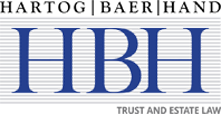 HARTOG|BAER|HAND
HBH
TRUST AND ESTATE LAW